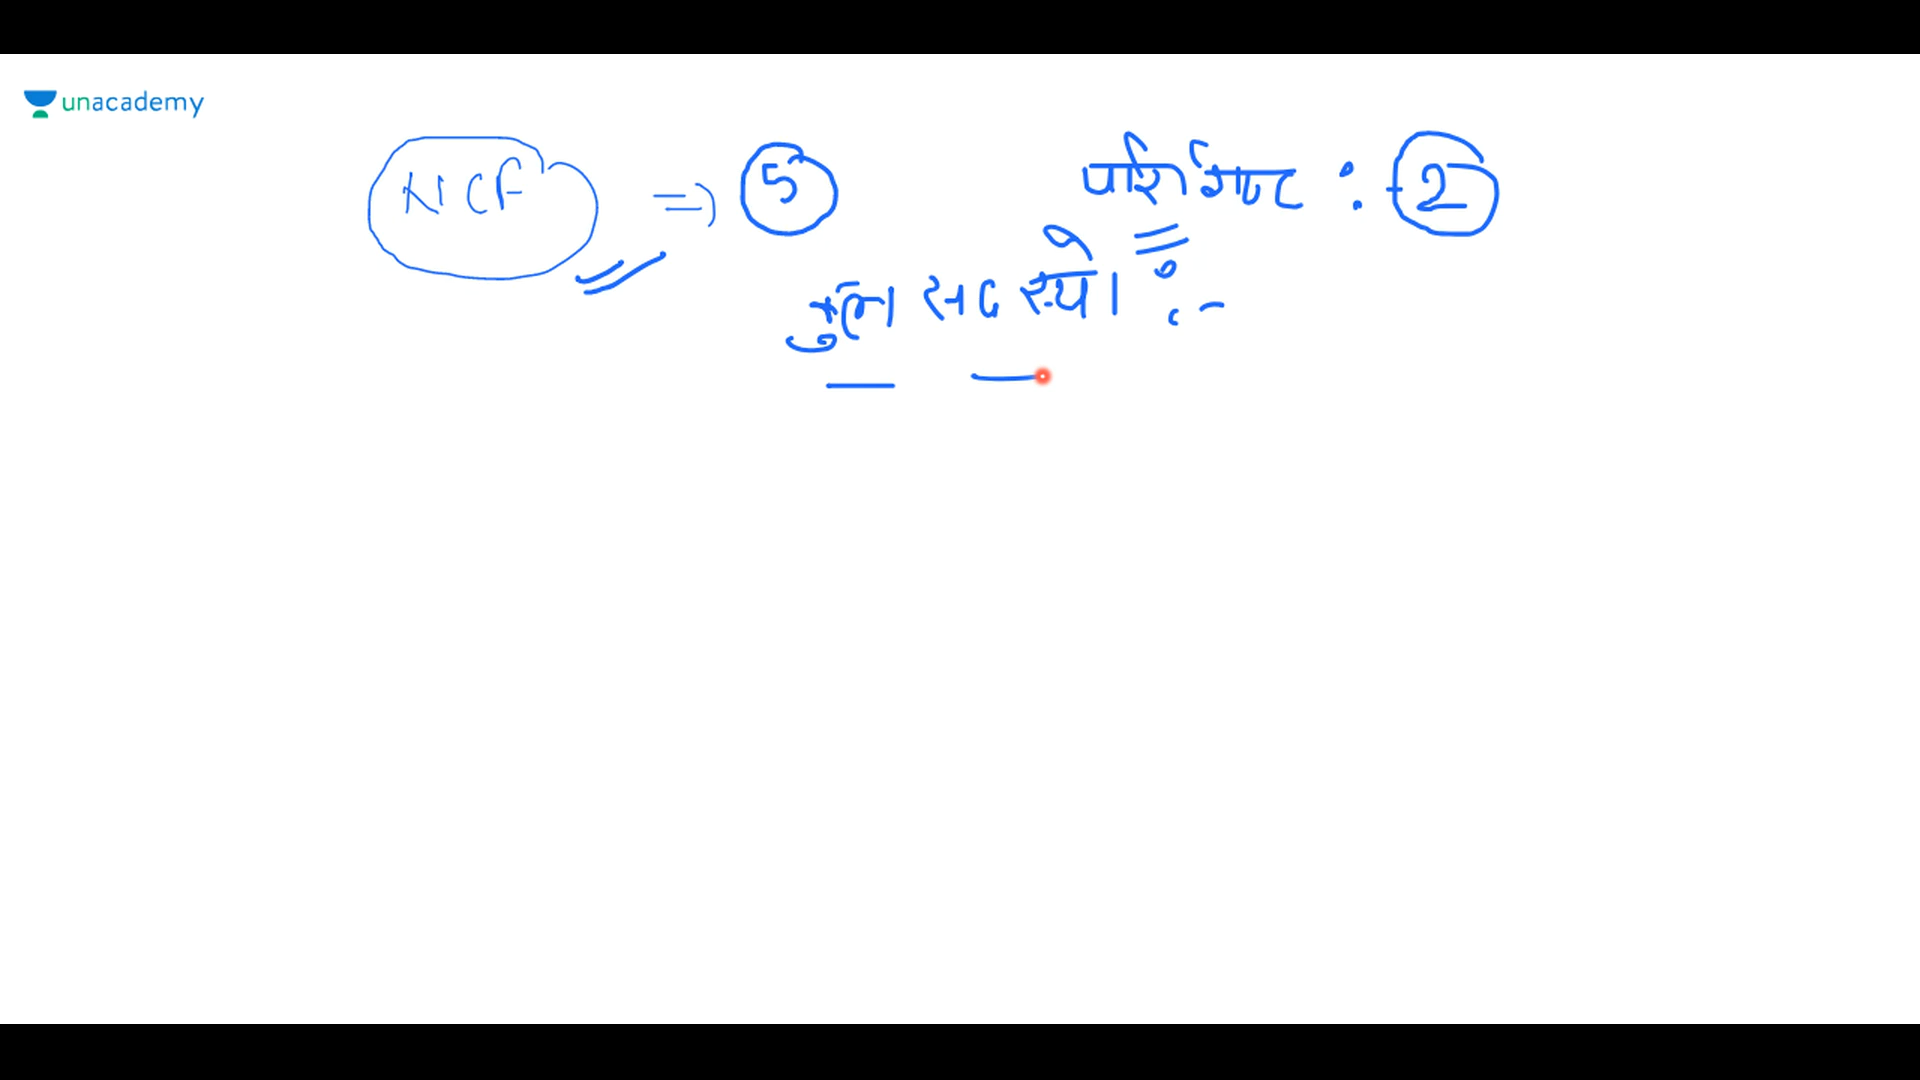 unacademy
NCF => 5 परिशिष्ट : - 2
कुल सदस्यो :-